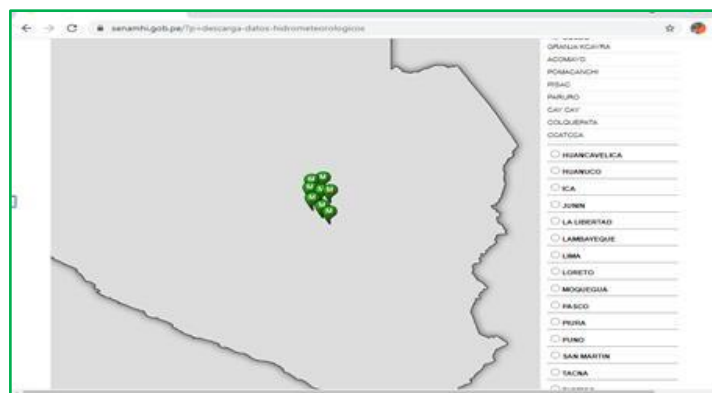 senamhi.gob.pe/?p=descarga-datos-hidrometeorologicos
GRANJA KCAYRA
ACOMAYO
POMACANCHI
PISAC
PARURO
CAY CAY
COLQUEPATA
CCATCCA
HUANCAVELICA
HUANUCO
ICA
JUNIN
LA LIBERTAD
LAMBAYEQUE
LIMA
LORETO
MOQUEGUA
PASCO
PIURA
PUNO
SAN MARTIN
TACNA
M
M
M
M
M
M
M